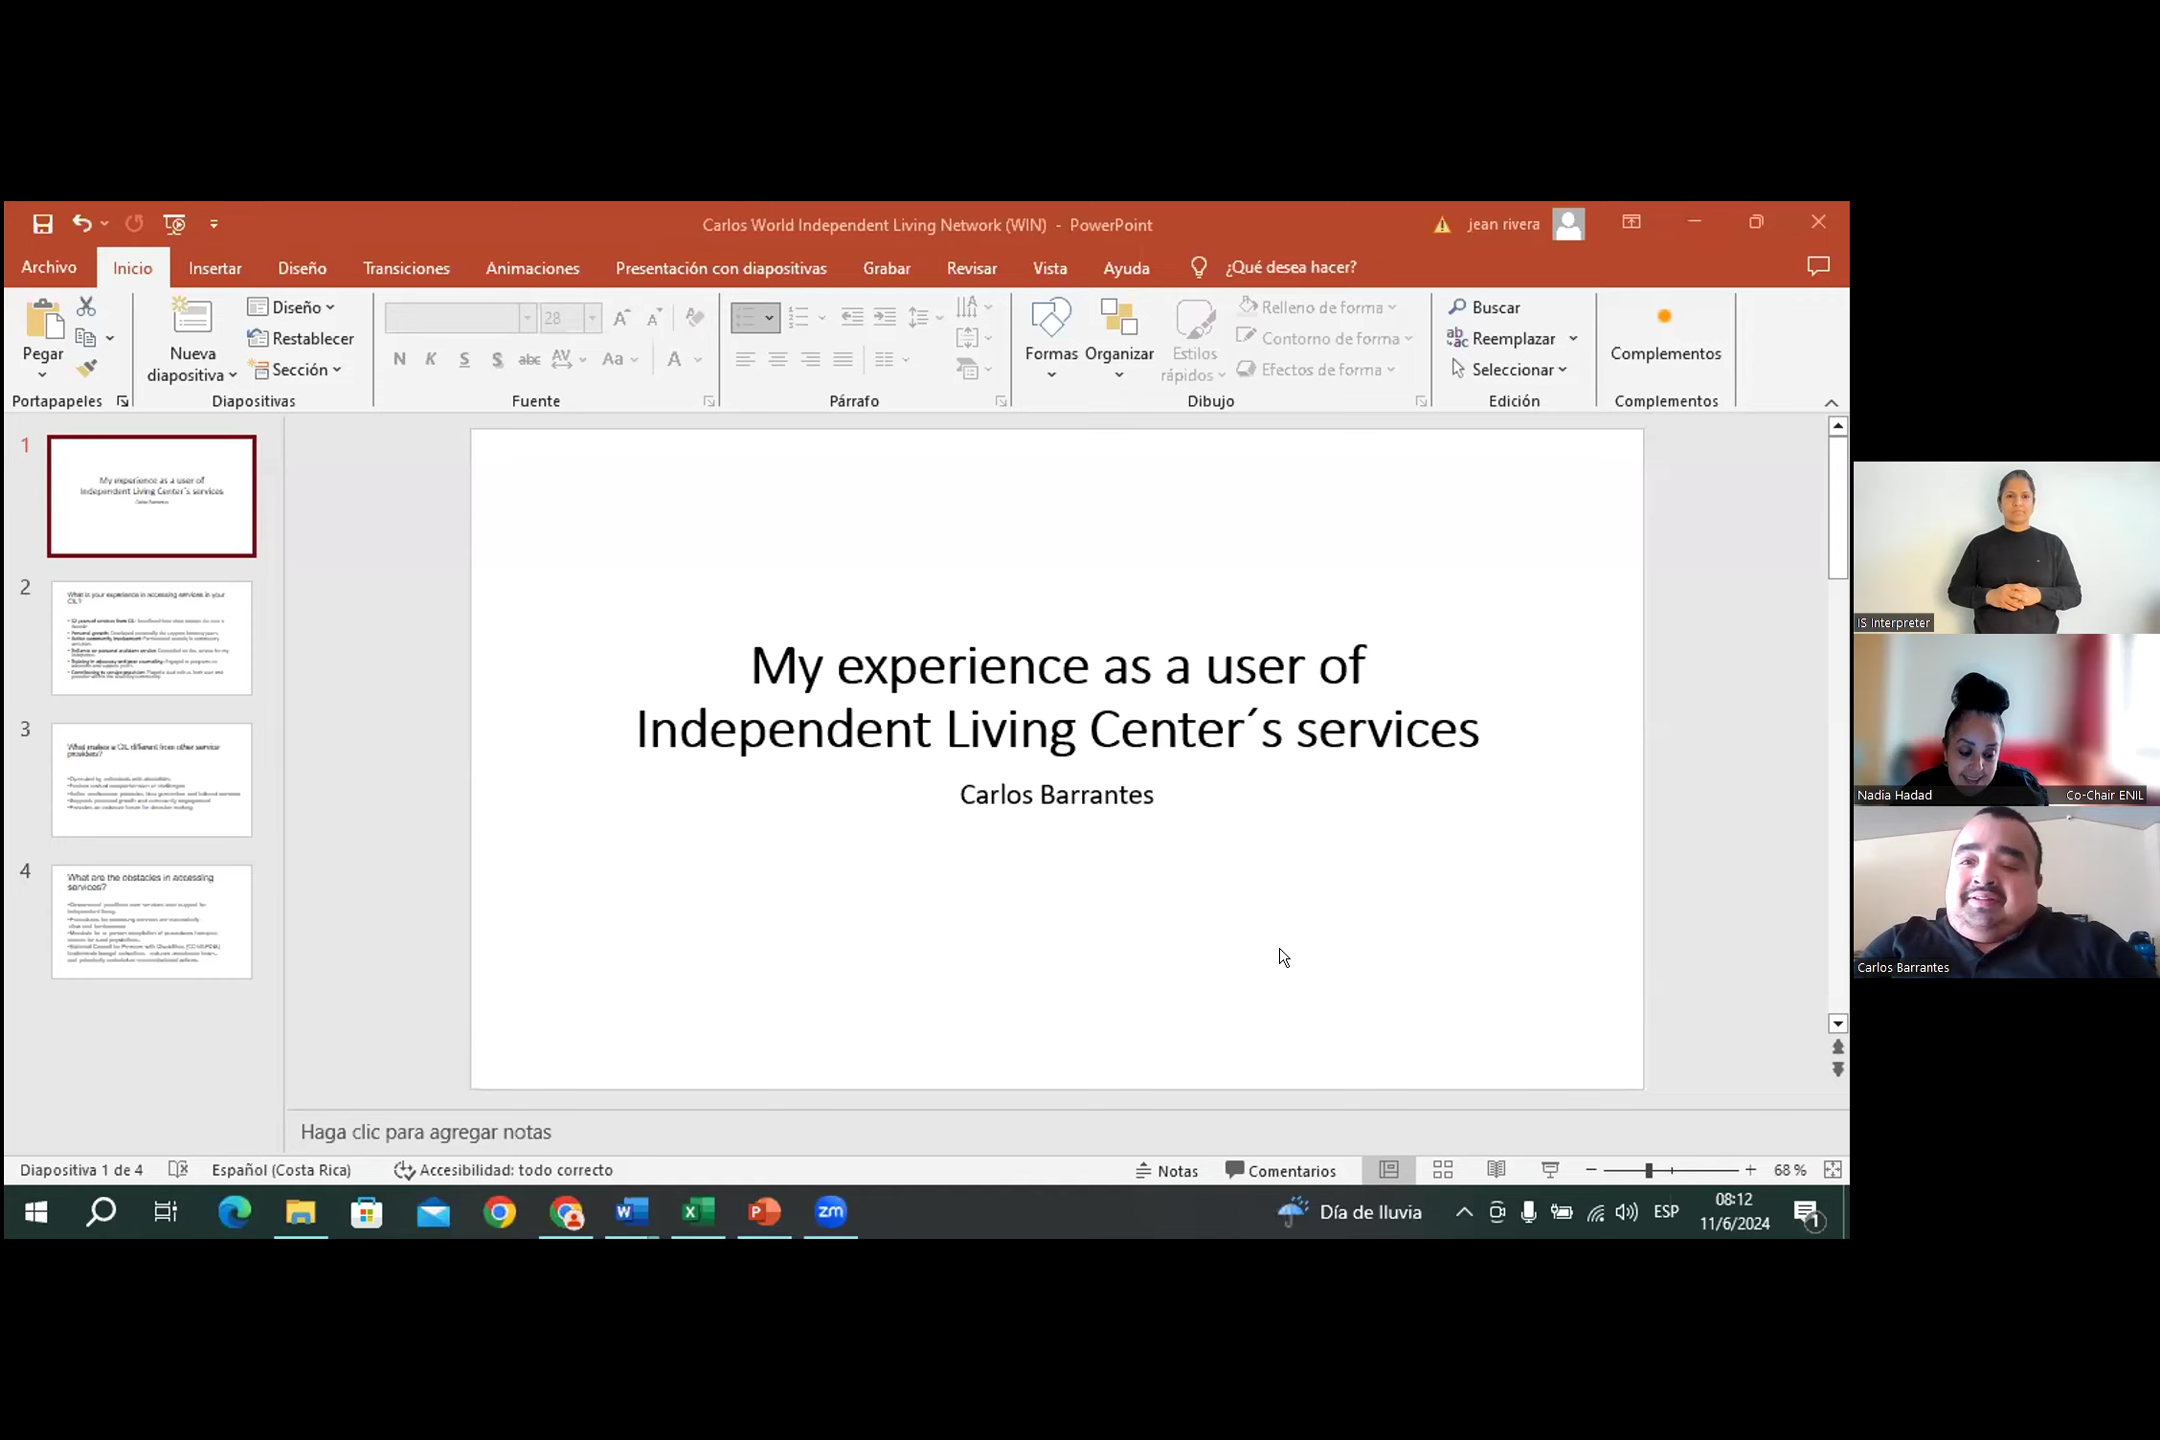 Carlos World Independent Living Network (WIN) - PowerPoint
jean rivera
Archivo
Inicio
Insertar
Diseño
Transiciones
Animaciones
Presentación con diapositivas
Grabar
Revisar
Vista
Ayuda
¿Qué desea hacer?
Pegar
Nueva
diapositiva
Diseño
Restablecer
Sección
28
N K S S abc AV Aa A
Formas
Organizar
Estilos
rápidos
Relleno de forma
Contorno de forma
Efectos de forma
Buscar
Reemplazar
Seleccionar
Complementos
Portapapeles
Diapositivas
Fuente
Párrafo
Dibujo
Edición
Complementos
1
My experience as a user of
Independent Living Center´s services
Carlos Barrantes
2
What is your experience in accessing services in your
CIL?
3
What makes a CIL different from other service
providers?
4
What are the obstacles in accessing
services?
My experience as a user of
Independent Living Center´s services
Carlos Barrantes
Haga clic para agregar notas
Diapositiva 1 de 4
Español (Costa Rica)
Accesibilidad: todo correcto
Notas
Comentarios
68 %
Día de lluvia
ESP
08:12
11/6/2024
1
IS Interpreter
Nadia Hadad
Co-Chair ENIL
Carlos Barrantes